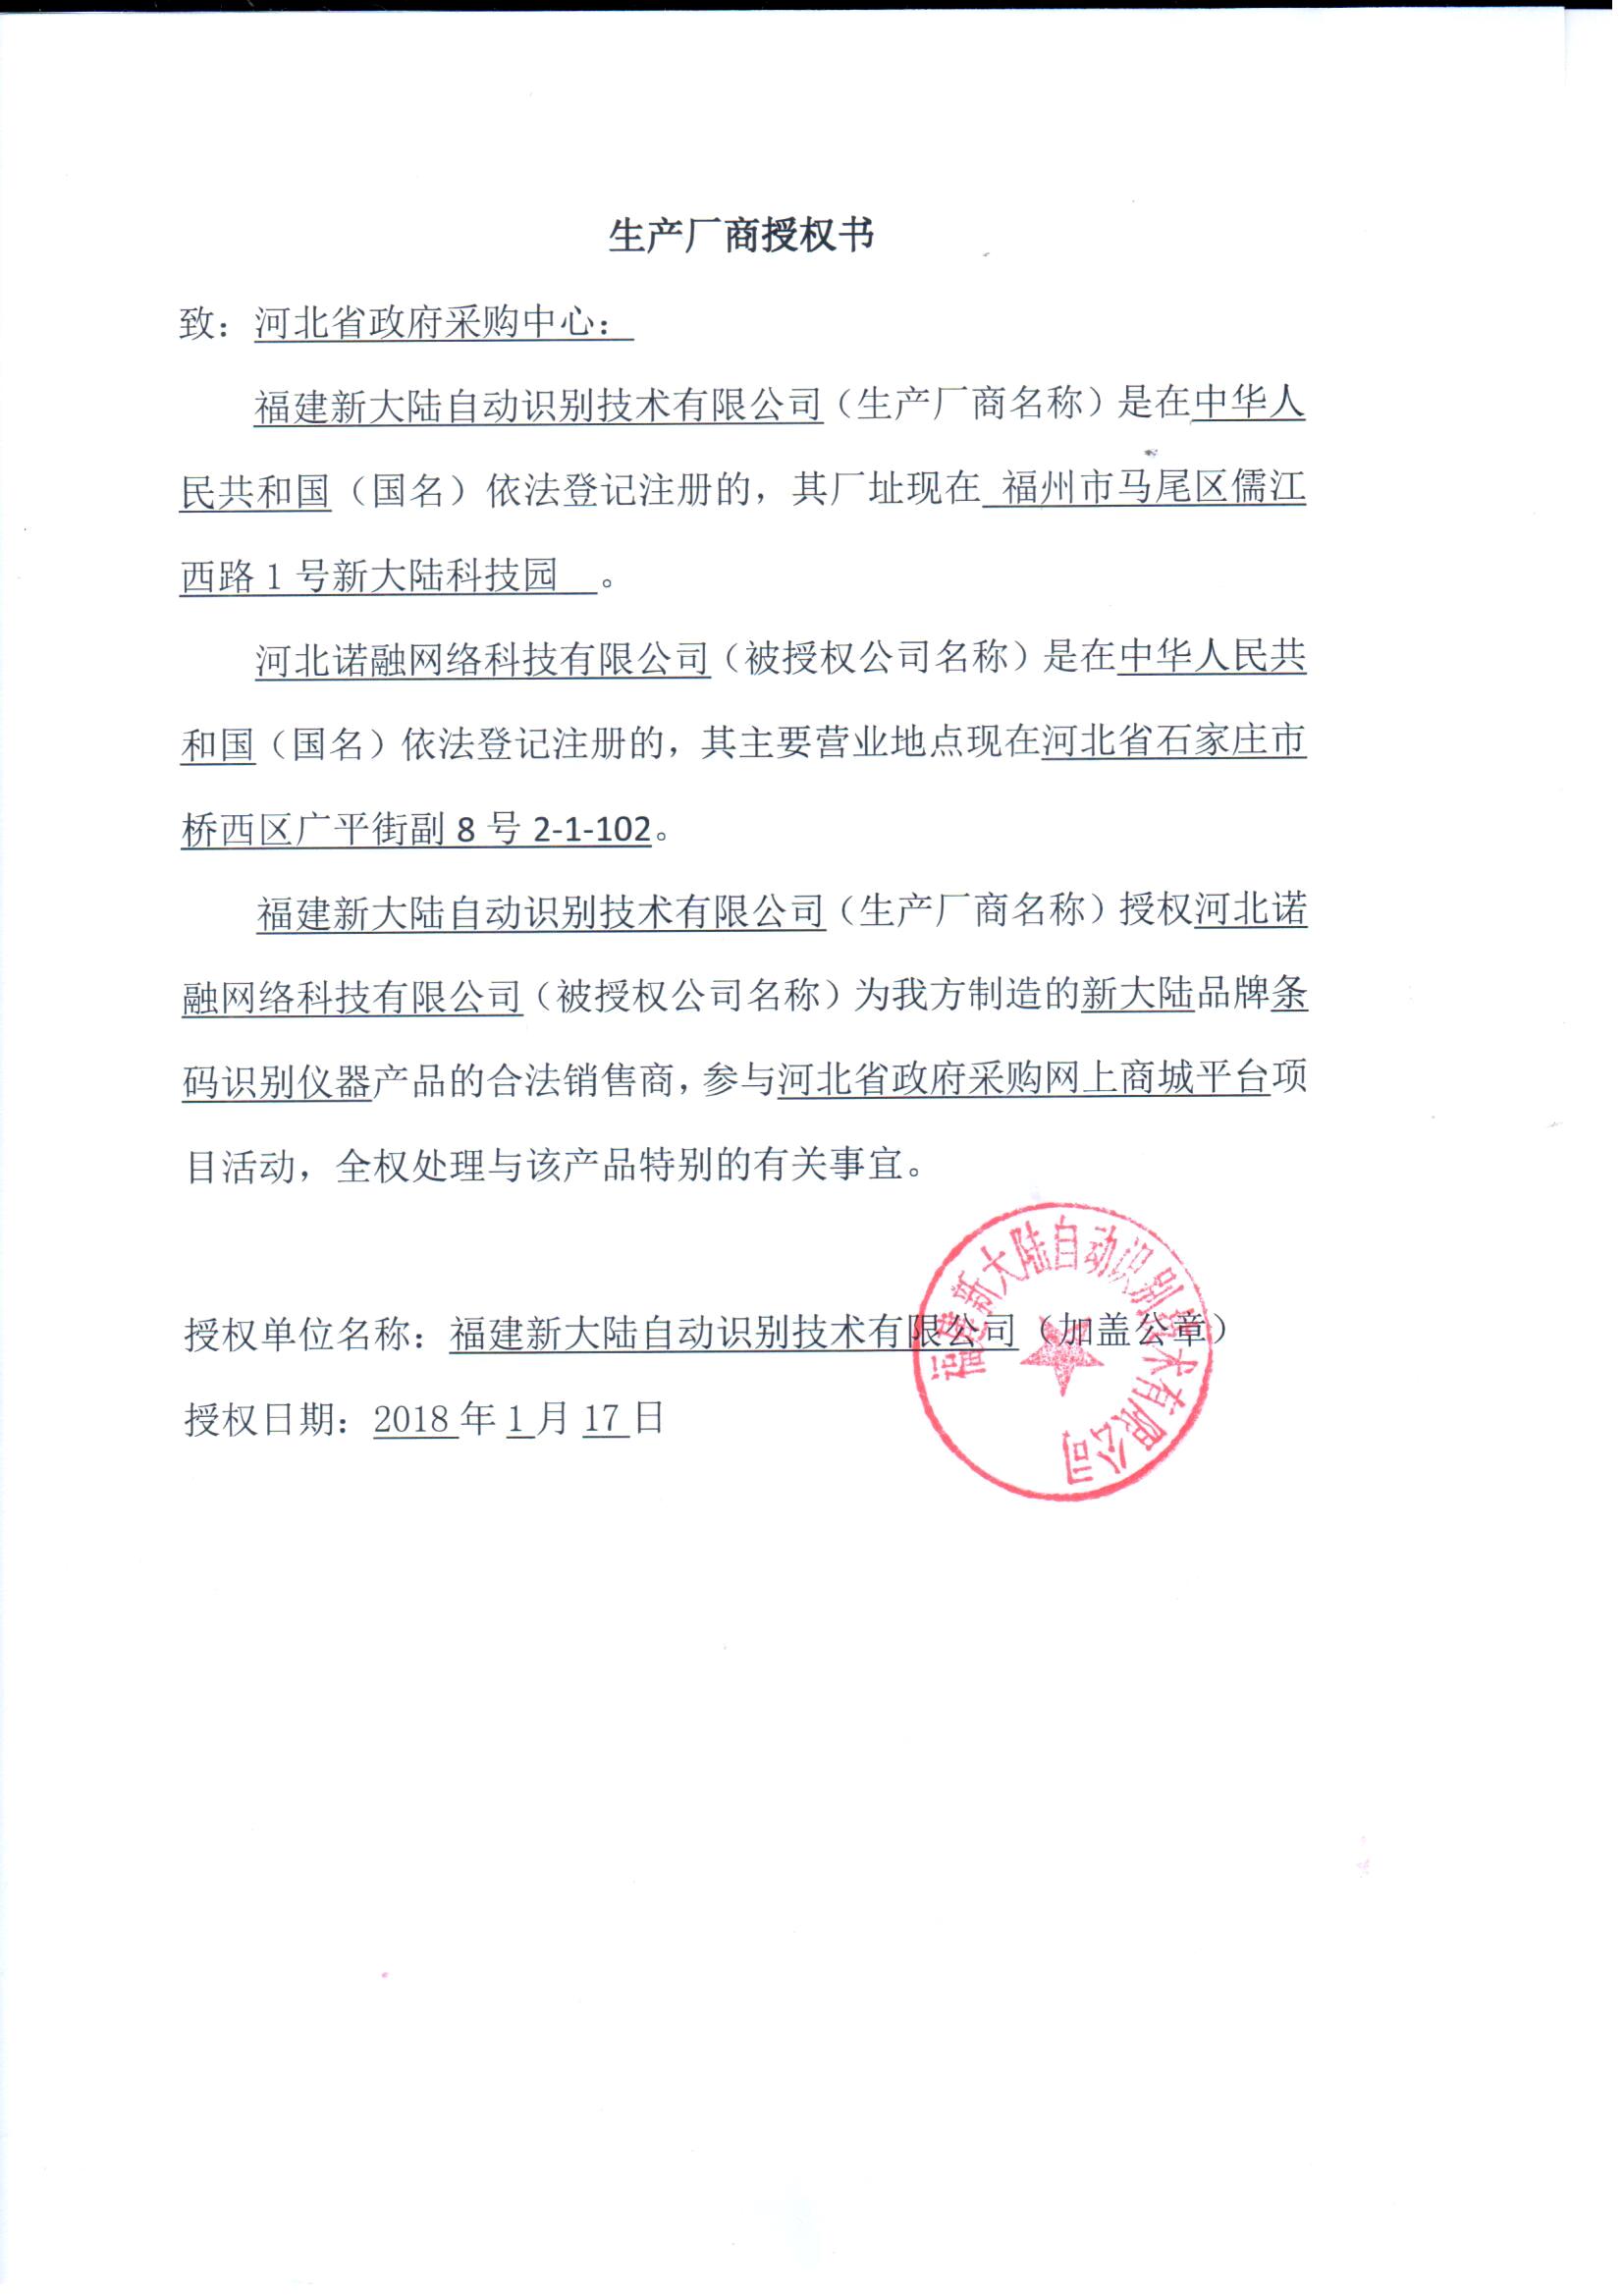 生产厂商授权书
致：河北省政府采购中心：
福建新大陆自动识别技术有限公司（生产厂商名称）是在中华人
民共和国（国名）依法登记注册的，其厂址现在 福州市马尾区儒江
西路 1 号新大陆科技园 。
河北诺融网络科技有限公司（被授权公司名称）是在中华人民共
和国（国名）依法登记注册的，其主要营业地点现在河北省石家庄市
桥西区广平街副 8 号 2-1-102。
福建新大陆自动识别技术有限公司（生产厂商名称）授权河北诺
融网络科技有限公司（被授权公司名称）为我方制造的新大陆品牌条
码识别仪器产品的合法销售商，参与河北省政府采购网上商城平台项
目活动，全权处理与该产品特别的有关事宜。
授权单位名称：福建新大陆自动识别技术有限公司（加盖公章）
授权日期：2018 年 1 月 17 日
福建新大陆自动识别技术有限公司